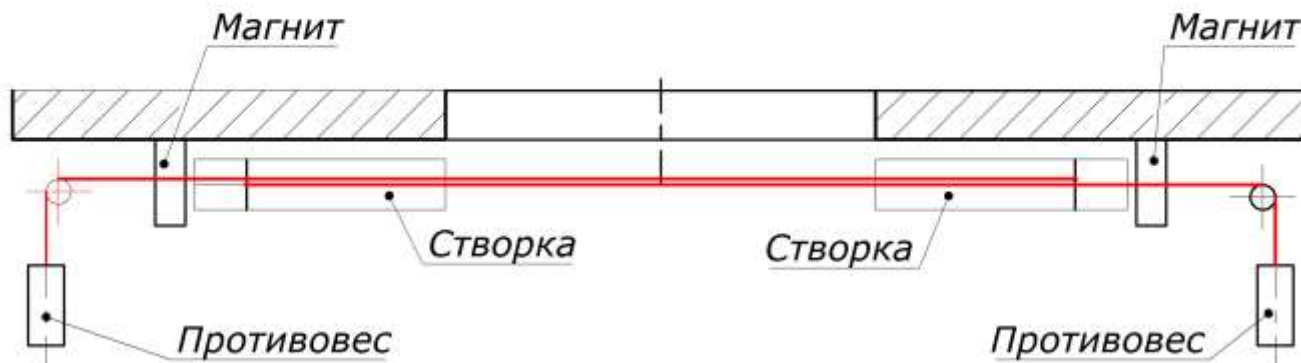 Магнит
Магнит
Створка
Створка
Противовес
Противовес